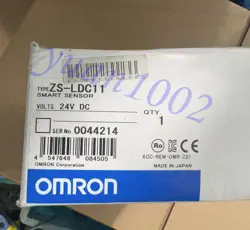 yuan1002
TYPE ZS-LDC11
SMART SENSOR
VOLTS 24V DC
QTY.
1
SER No. 0044214
4 547648 084505
OMRON Corporation
KCC-REM-OMR-ZS1
MADE IN JAPAN
OMRON